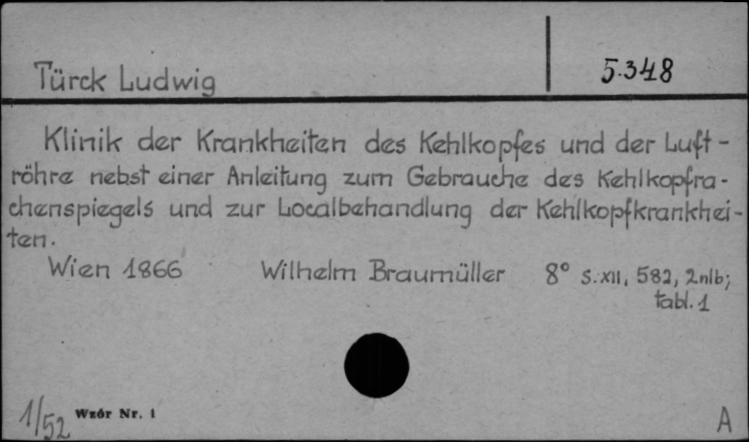 Türck Ludwig
5.348
Klinik der Krankheiten des Kehlkopfes und der Luft-
röhre nebst einer Anleitung zum Gebrauche des Kehlkopfra-
chenspiegels und zur Localbehandlung der Kehlkopfkrankhei-
ten.
Wien 1866 Wilhelm Braumüller 8° S.XII, 582, 2nlb;
tabl. 1
1/52 Wzór Nr. 1
A